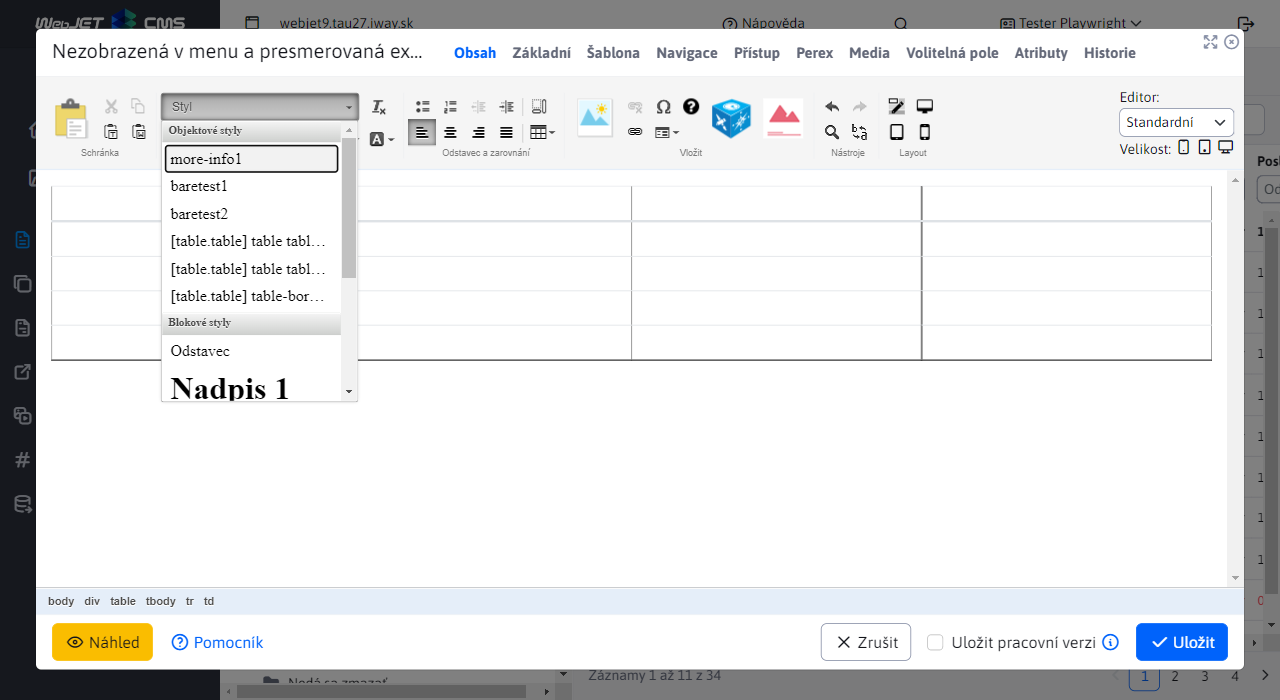 WebJET CMS
webjet9.tau27.iway.sk
Nápověda
Tester Playwright
Nezobrazená v menu a presmerovaná ex...
Obsah
Základní
Šablona
Navigace
Přístup
Perex
Media
Volitelná pole
Atributy
Historie
Styl
Schránka
Odstavec a zarovnání
Vložit
Nástroje
Layout
Editor:
Standardní
Velikost:
Objektové styly
more-info1
baretest1
baretest2
[table.table] table tabl…
[table.table] table tabl…
[table.table] table-bor…
Blokové styly
Odstavec
Nadpis 1
body div table tbody tr td
Náhled
Pomocník
Zrušit
Uložit pracovní verzi
Uložit
Záznamy 1 až 11 z 34
1 2 3 4